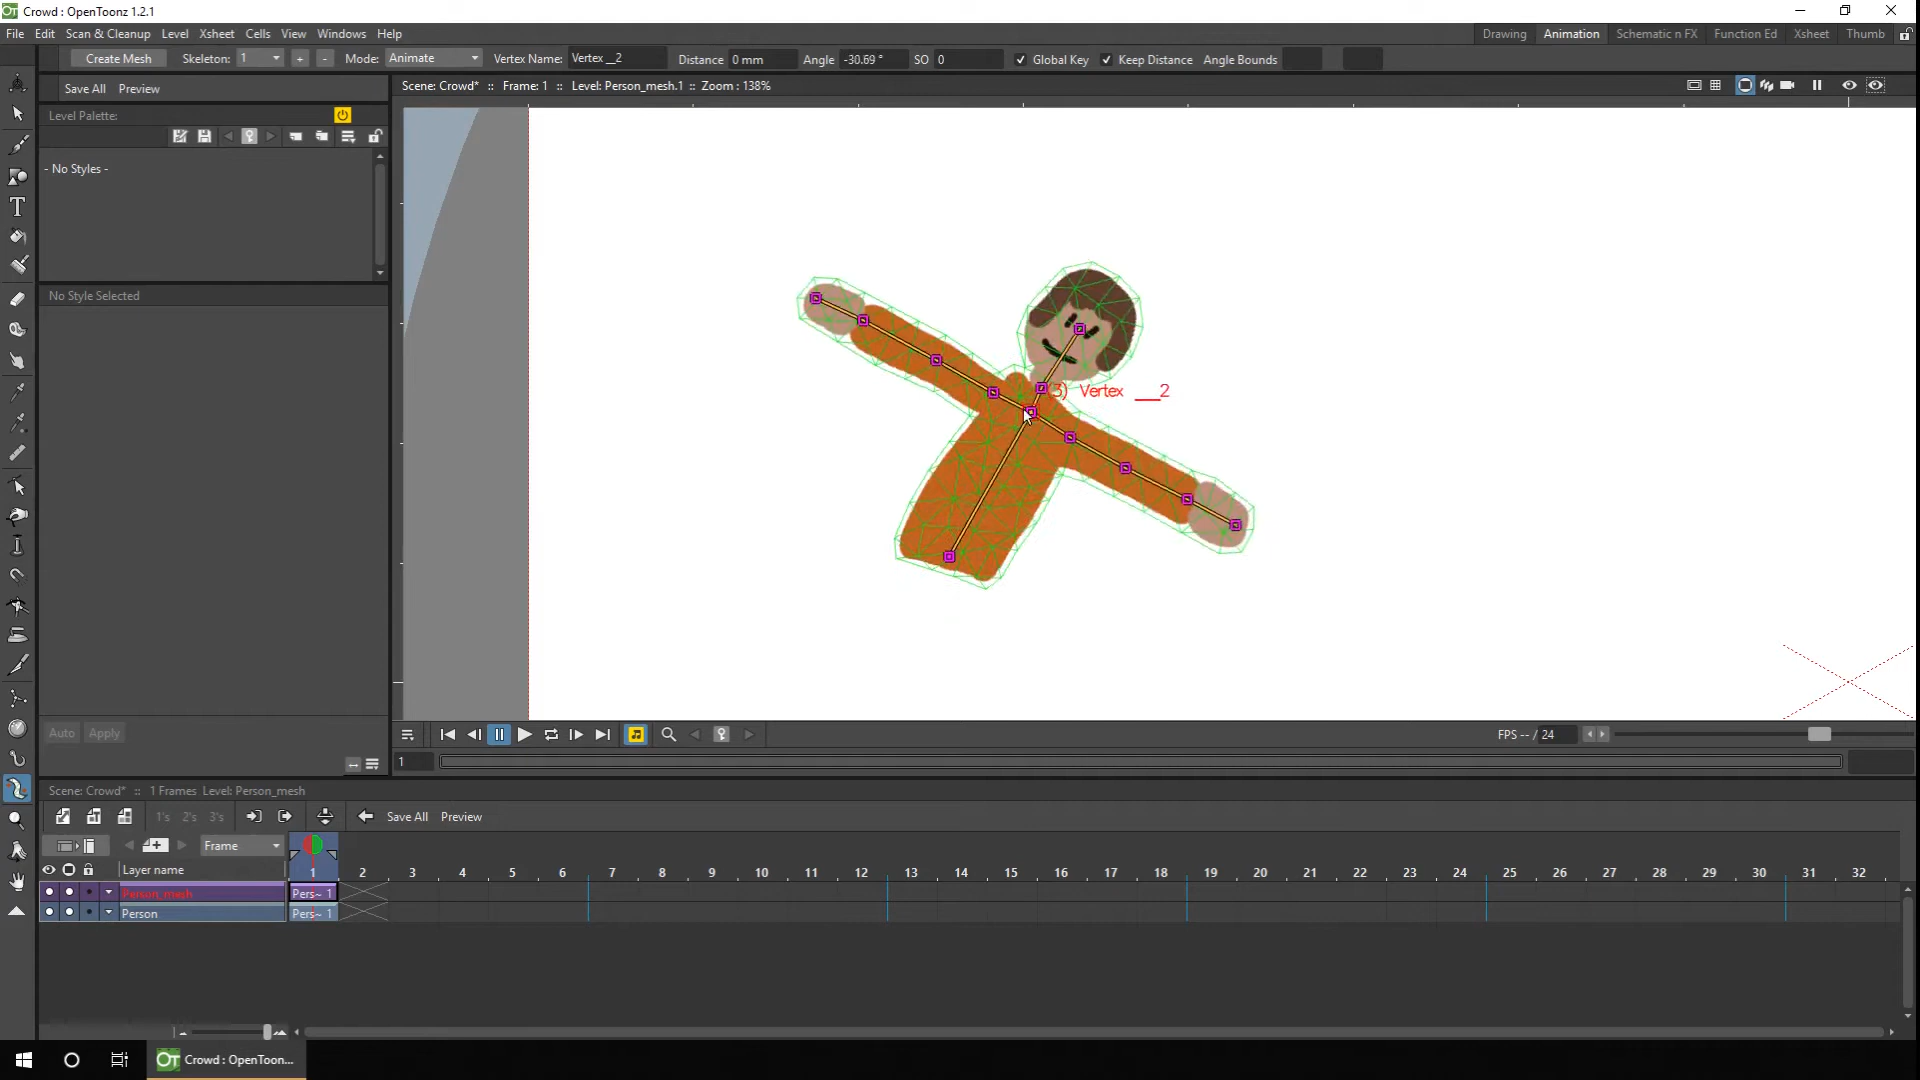 Crowd : OpenToonz 1.2.1
File Edit Scan & Cleanup Level Xsheet Cells View Windows Help
Drawing Animation Schematic n FX Function Ed Xsheet Thumb
Create Mesh Skeleton: 1 + - Mode: Animate Vertex Name: Vertex __2 Distance 0 mm Angle -30.69 ° SO 0 Global Key Keep Distance Angle Bounds
Save All Preview
Scene: Crowd* :: Frame: 1 :: Level: Person_mesh.1 :: Zoom : 138%
Level Palette:
- No Styles -
No Style Selected
(3) Vertex __2
Auto Apply
FPS -- / 24
1
Scene: Crowd* :: 1 Frames Level: Person_mesh
1's 2's 3's Save All Preview
Frame
Layer name 1 2 3 4 5 6 7 8 9 10 11 12 13 14 15 16 17 18 19 20 21 22 23 24 25 26 27 28 29 30 31 32
Person_mesh Pers~ 1
Person Pers~ 1
Crowd : OpenToon...